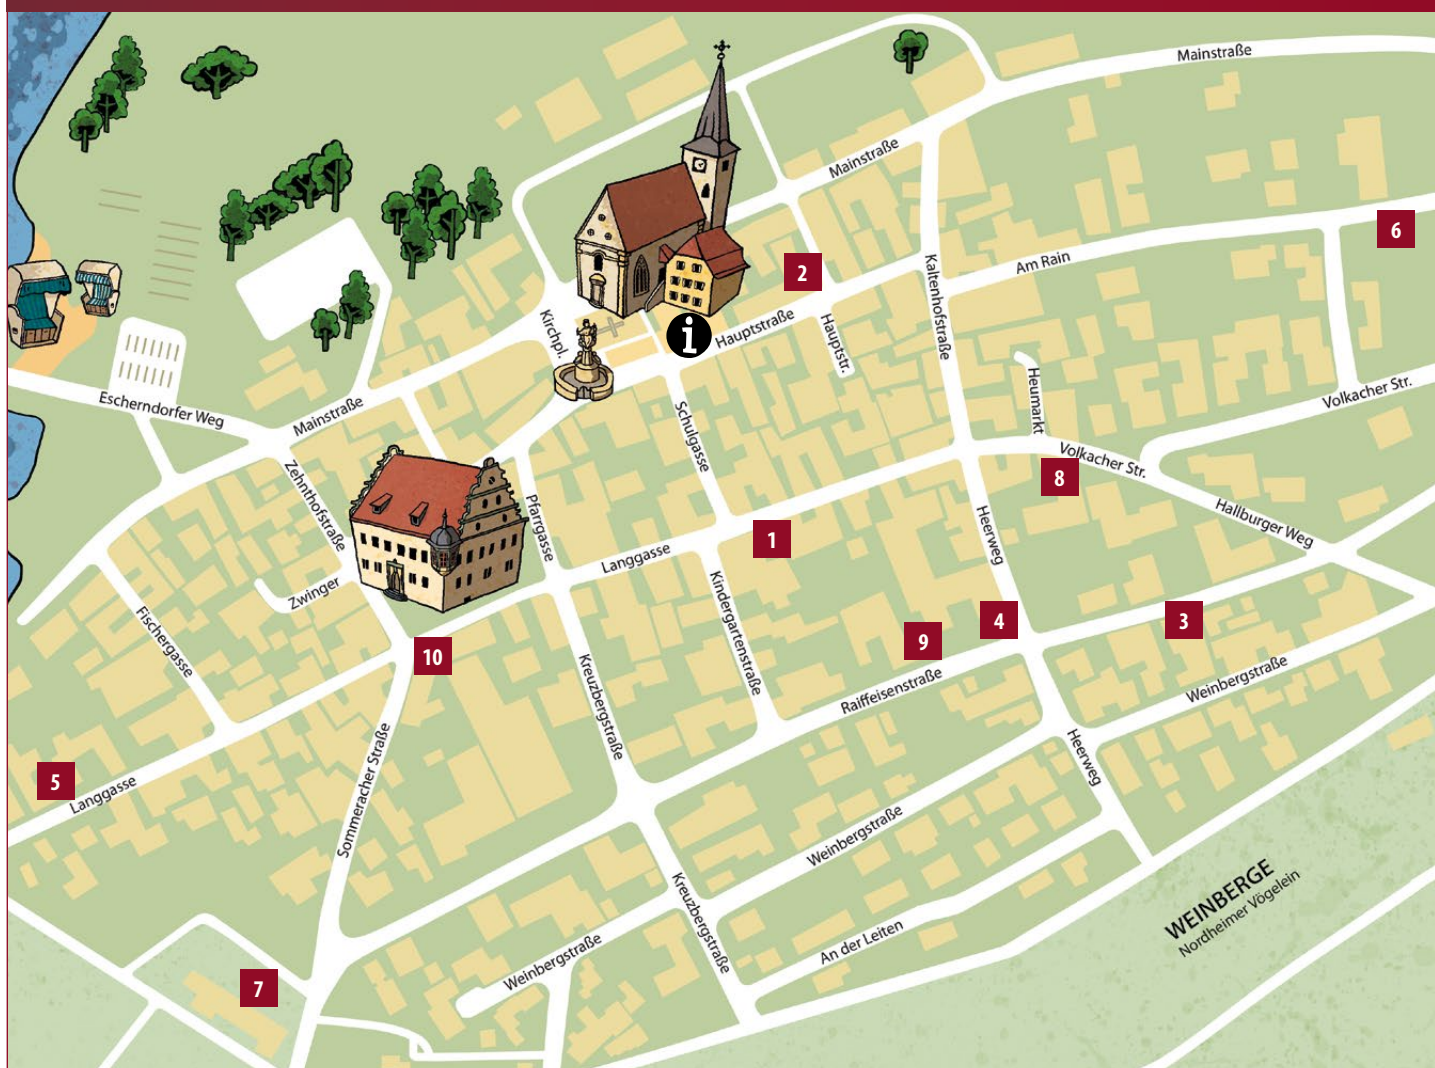 Mainstraße
Mainstraße
6
Am Rain
2
Kaltenhofstraße
Kirchpl.
i
Hauptstraße
Hauptstr.
Heumarkt
Volkacher Str.
Escherndorfer Weg
Mainstraße
Schulgasse
Volkacher Str.
8
Zehnthofstraße
Pfarrgasse
Heerweg
Hallburger Weg
1
Langgasse
Zwinger
Kindergartenstraße
Fischergasse
4
3
9
10
Kreuzbergstraße
Raiffeisenstraße
Weinbergstraße
5
Langgasse
Sommeracher Straße
Heerweg
Weinbergstraße
Kreuzbergstraße
WEINBERGE
Nordheimer Vögelein
An der Leiten
Weinbergstraße
7